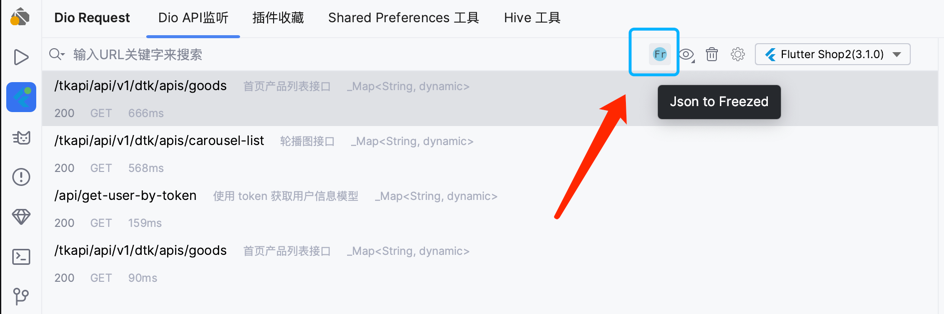 Dio Request Dio API监听 插件收藏 Shared Preferences 工具 Hive 工具
输入URL关键字来搜索 Fr Flutter Shop2(3.1.0)
/tkapi/api/v1/dtk/apis/goods 首页产品列表接口 _Map<String, dynamic>
Json to Freezed
200 GET 666ms
/tkapi/api/v1/dtk/apis/carousel-list 轮播图接口 _Map<String, dynamic>
200 GET 568ms
/api/get-user-by-token 使用 token 获取用户信息模型 _Map<String, dynamic>
200 GET 159ms
/tkapi/api/v1/dtk/apis/goods 首页产品列表接口 _Map<String, dynamic>
200 GET 90ms